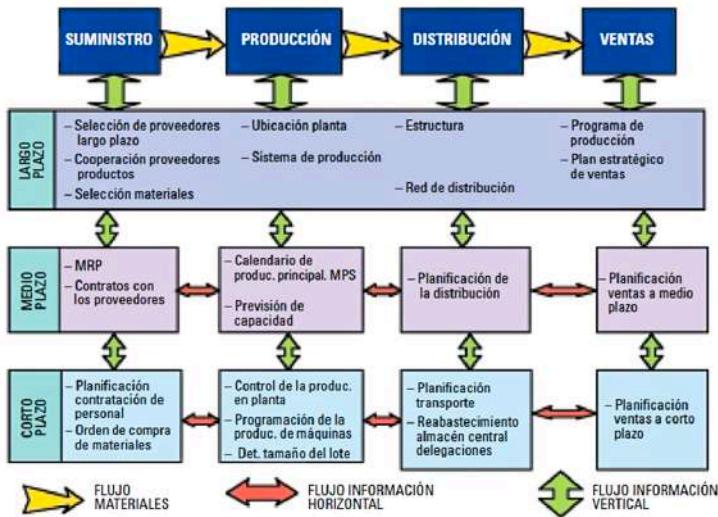 SUMINISTRO
PRODUCCIÓN
DISTRIBUCIÓN
VENTAS
LARGO
PLAZO
– Selección de proveedores
largo plazo
– Cooperación proveedores
productos
– Selección materiales
– Ubicación planta
– Sistema de producción
– Estructura
– Red de distribución
– Programa de
producción
– Plan estratégico
de ventas
MEDIO
PLAZO
– MRP
– Contratos con
los proveedores
– Calendario de
produc. principal. MPS
– Previsión de
capacidad
– Planificación de
la distribución
– Planificación
ventas a medio
plazo
CORTO
PLAZO
– Planificación
contratación de
personal
– Orden de compra
de materiales
– Control de la produc.
en planta
– Programación de la
produc. de máquinas
– Det. tamaño del lote
– Planificación
transporte
– Reabastecimiento
almacén central
delegaciones
– Planificación
ventas a corto
plazo
FLUJO
MATERIALES
FLUJO INFORMACIÓN
HORIZONTAL
FLUJO INFORMACIÓN
VERTICAL